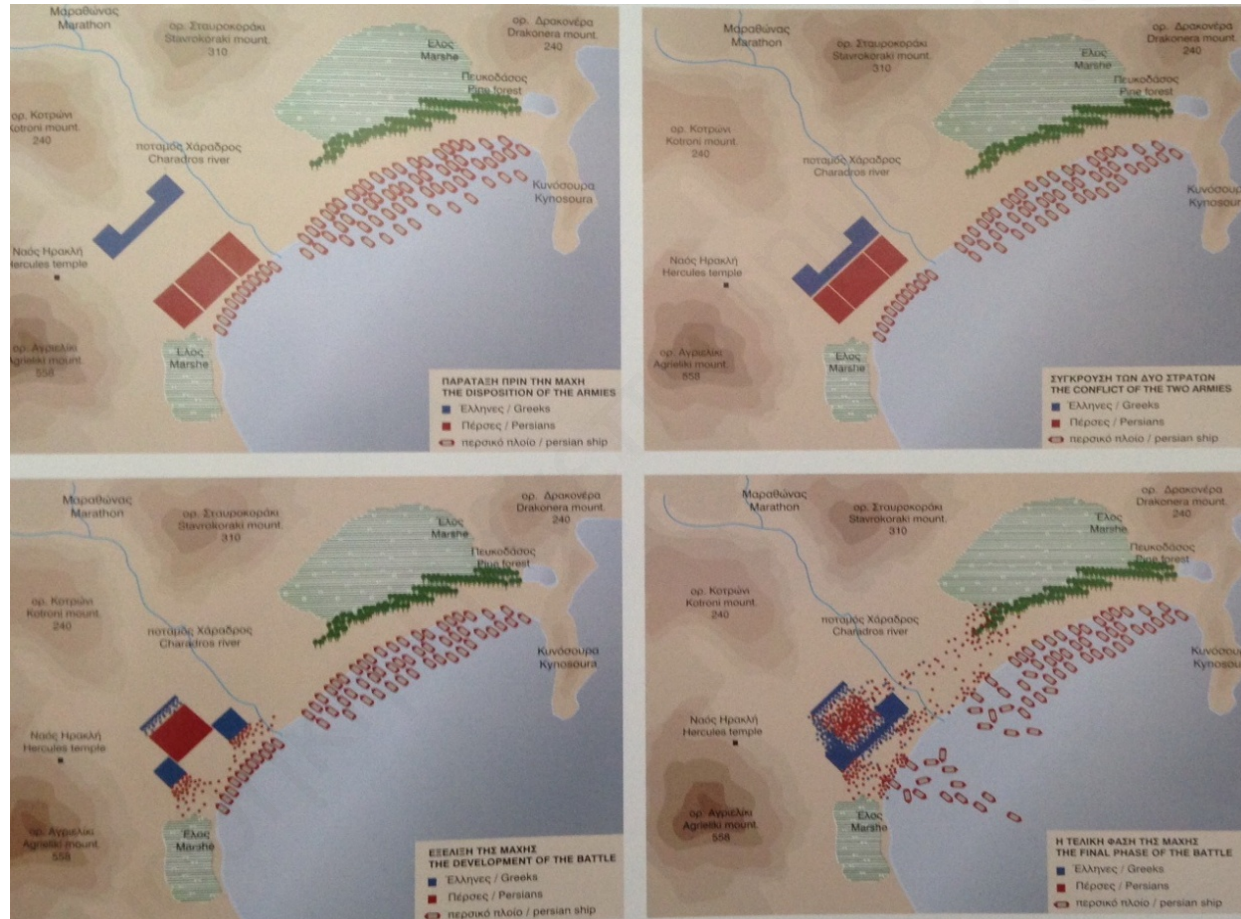 Μαραθώνας
Marathon
ορ. Σταυροκοράκι
Stavrokoraki mount.
310
ορ. Δρακονέρα
Drakonera mount.
240
Έλος
Marshe
Πευκοδάσος
Pine forest
ορ. Κοτρώνι
Kotroni mount.
240
ποταμός Χάραδρος
Charadros river
Κυνόσουρα
Kynosoura
Ναός Ηρακλή
Hercules temple
ορ. Αγριελίκι
Agrieliki mount.
558
Έλος
Marshe
ΠΑΡΑΤΑΞΗ ΠΡΙΝ ΤΗΝ ΜΑΧΗ
THE DISPOSITION OF THE ARMIES
Έλληνες / Greeks
Πέρσες / Persians
περσικό πλοίο / persian ship
Μαραθώνας
Marathon
ορ. Σταυροκοράκι
Stavrokoraki mount.
310
ορ. Δρακονέρα
Drakonera mount.
240
Έλος
Marshe
Πευκοδάσος
Pine forest
ορ. Κοτρώνι
Kotroni mount.
240
ποταμός Χάραδρος
Charadros river
Κυνόσουρα
Kynosoura
Ναός Ηρακλή
Hercules temple
ορ. Αγριελίκι
Agrieliki mount.
558
Έλος
Marshe
ΣΥΓΚΡΟΥΣΗ ΤΩΝ ΔΥΟ ΣΤΡΑΤΩΝ
THE CONFLICT OF THE TWO ARMIES
Έλληνες / Greeks
Πέρσες / Persians
περσικό πλοίο / persian ship
Μαραθώνας
Marathon
ορ. Σταυροκοράκι
Stavrokoraki mount.
310
ορ. Δρακονέρα
Drakonera mount.
240
Έλος
Marshe
Πευκοδάσος
Pine forest
ορ. Κοτρώνι
Kotroni mount.
240
ποταμός Χάραδρος
Charadros river
Κυνόσουρα
Kynosoura
Ναός Ηρακλή
Hercules temple
ορ. Αγριελίκι
Agrieliki mount.
558
Έλος
Marshe
ΕΞΕΛΙΞΗ ΤΗΣ ΜΑΧΗΣ
THE DEVELOPMENT OF THE BATTLE
Έλληνες / Greeks
Πέρσες / Persians
περσικό πλοίο / persian ship
Μαραθώνας
Marathon
ορ. Σταυροκοράκι
Stavrokoraki mount.
310
ορ. Δρακονέρα
Drakonera mount.
240
Έλος
Marshe
Πευκοδάσος
Pine forest
ορ. Κοτρώνι
Kotroni mount.
240
ποταμός Χάραδρος
Charadros river
Κυνόσουρα
Kynosoura
Ναός Ηρακλή
Hercules temple
ορ. Αγριελίκι
Agrieliki mount.
558
Έλος
Marshe
Η ΤΕΛΙΚΗ ΦΑΣΗ ΤΗΣ ΜΑΧΗΣ
THE FINAL PHASE OF THE BATTLE
Έλληνες / Greeks
Πέρσες / Persians
περσικό πλοίο / persian ship